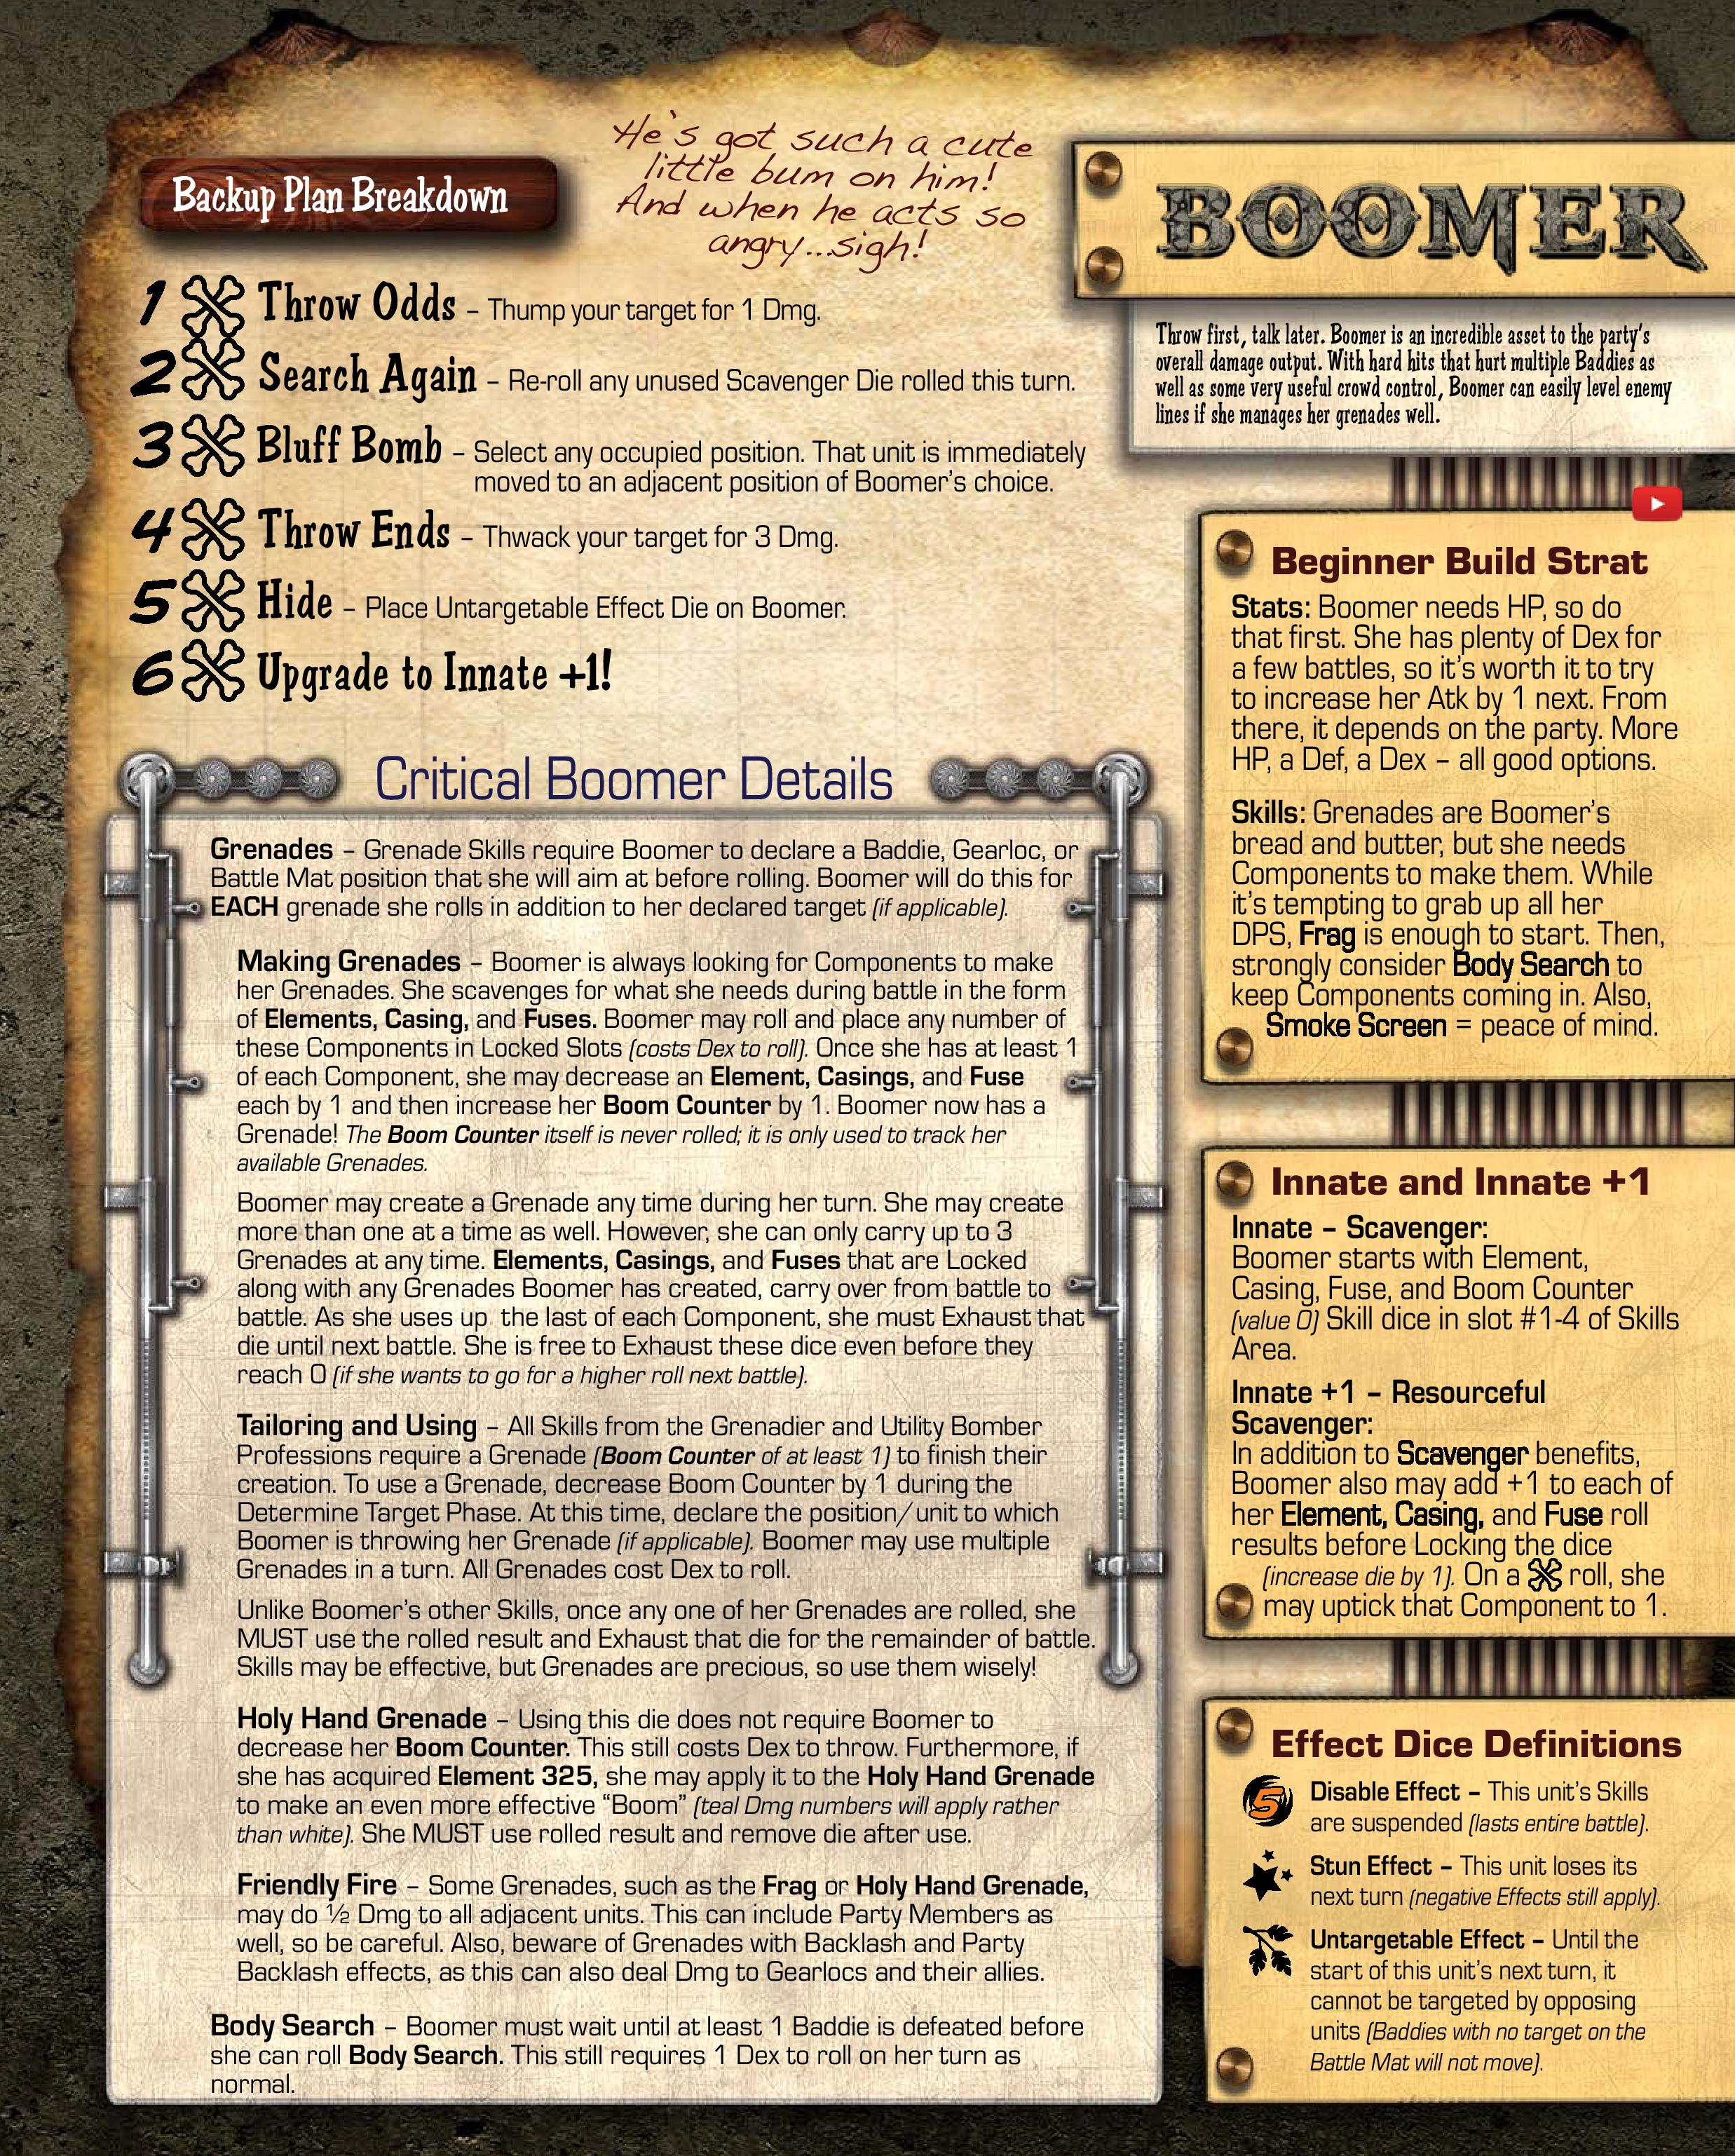 He's got such a cute
little bum on him!
And when he acts so
angry...sigh!
Backup Plan Breakdown
1 Throw Odds – Thump your target for 1 Dmg.
2 Search Again – Re-roll any unused Scavenger Die rolled this turn.
3 Bluff Bomb – Select any occupied position. That unit is immediately
moved to an adjacent position of Boomer's choice.
4 Throw Ends – Thwack your target for 3 Dmg.
5 Hide – Place Untargetable Effect Die on Boomer.
6 Upgrade to Innate +1!
Critical Boomer Details
Grenades – Grenade Skills require Boomer to declare a Baddie, Gearloc, or
Battle Mat position that she will aim at before rolling. Boomer will do this for
EACH grenade she rolls in addition to her declared target (if applicable).
Making Grenades – Boomer is always looking for Components to make
her Grenades. She scavenges for what she needs during battle in the form
of Elements, Casing, and Fuses. Boomer may roll and place any number of
these Components in Locked Slots (costs Dex to roll). Once she has at least 1
of each Component, she may decrease an Element, Casings, and Fuse
each by 1 and then increase her Boom Counter by 1. Boomer now has a
Grenade! The Boom Counter itself is never rolled; it is only used to track her
available Grenades.
Boomer may create a Grenade any time during her turn. She may create
more than one at a time as well. However, she can only carry up to 3
Grenades at any time. Elements, Casings, and Fuses that are Locked
along with any Grenades Boomer has created, carry over from battle to
battle. As she uses up the last of each Component, she must Exhaust that
die until next battle. She is free to Exhaust these dice even before they
reach 0 (if she wants to go for a higher roll next battle).
Tailoring and Using – All Skills from the Grenadier and Utility Bomber
Professions require a Grenade (Boom Counter of at least 1) to finish their
creation. To use a Grenade, decrease Boom Counter by 1 during the
Determine Target Phase. At this time, declare the position/unit to which
Boomer is throwing her Grenade (if applicable). Boomer may use multiple
Grenades in a turn. All Grenades cost Dex to roll.
Unlike Boomer's other Skills, once any one of her Grenades are rolled, she
MUST use the rolled result and Exhaust that die for the remainder of battle.
Skills may be effective, but Grenades are precious, so use them wisely!
Holy Hand Grenade – Using this die does not require Boomer to
decrease her Boom Counter. This still costs Dex to throw. Furthermore, if
she has acquired Element 325, she may apply it to the Holy Hand Grenade
to make an even more effective “Boom” (teal Dmg numbers will apply rather
than white). She MUST use rolled result and remove die after use.
Friendly Fire – Some Grenades, such as the Frag or Holy Hand Grenade,
may do ½ Dmg to all adjacent units. This can include Party Members as
well, so be careful. Also, beware of Grenades with Backlash and Party
Backlash effects, as this can also deal Dmg to Gearlocs and their allies.
Body Search – Boomer must wait until at least 1 Baddie is defeated before
she can roll Body Search. This still requires 1 Dex to roll on her turn as
normal.
BOOMER
Throw first, talk later. Boomer is an incredible asset to the party's
overall damage output. With hard hits that hurt multiple Baddies as
well as some very useful crowd control, Boomer can easily level enemy
lines if she manages her grenades well.
Beginner Build Strat
Stats: Boomer needs HP, so do
that first. She has plenty of Dex for
a few battles, so it's worth it to try
to increase her Atk by 1 next. From
there, it depends on the party. More
HP, a Def, a Dex – all good options.
Skills: Grenades are Boomer's
bread and butter, but she needs
Components to make them. While
it's tempting to grab up all her
DPS, Frag is enough to start. Then,
strongly consider Body Search to
keep Components coming in. Also,
Smoke Screen = peace of mind.
Innate and Innate +1
Innate – Scavenger:
Boomer starts with Element,
Casing, Fuse, and Boom Counter
(value 0) Skill dice in slot #1-4 of Skills
Area.
Innate +1 – Resourceful
Scavenger:
In addition to Scavenger benefits,
Boomer also may add +1 to each of
her Element, Casing, and Fuse roll
results before Locking the dice
(increase die by 1). On a roll, she
may uptick that Component to 1.
Effect Dice Definitions
5 Disable Effect – This unit's Skills
are suspended (lasts entire battle).
Stun Effect – This unit loses its
next turn (negative Effects still apply).
Untargetable Effect – Until the
start of this unit's next turn, it
cannot be targeted by opposing
units (Baddies with no target on the
Battle Mat will not move).